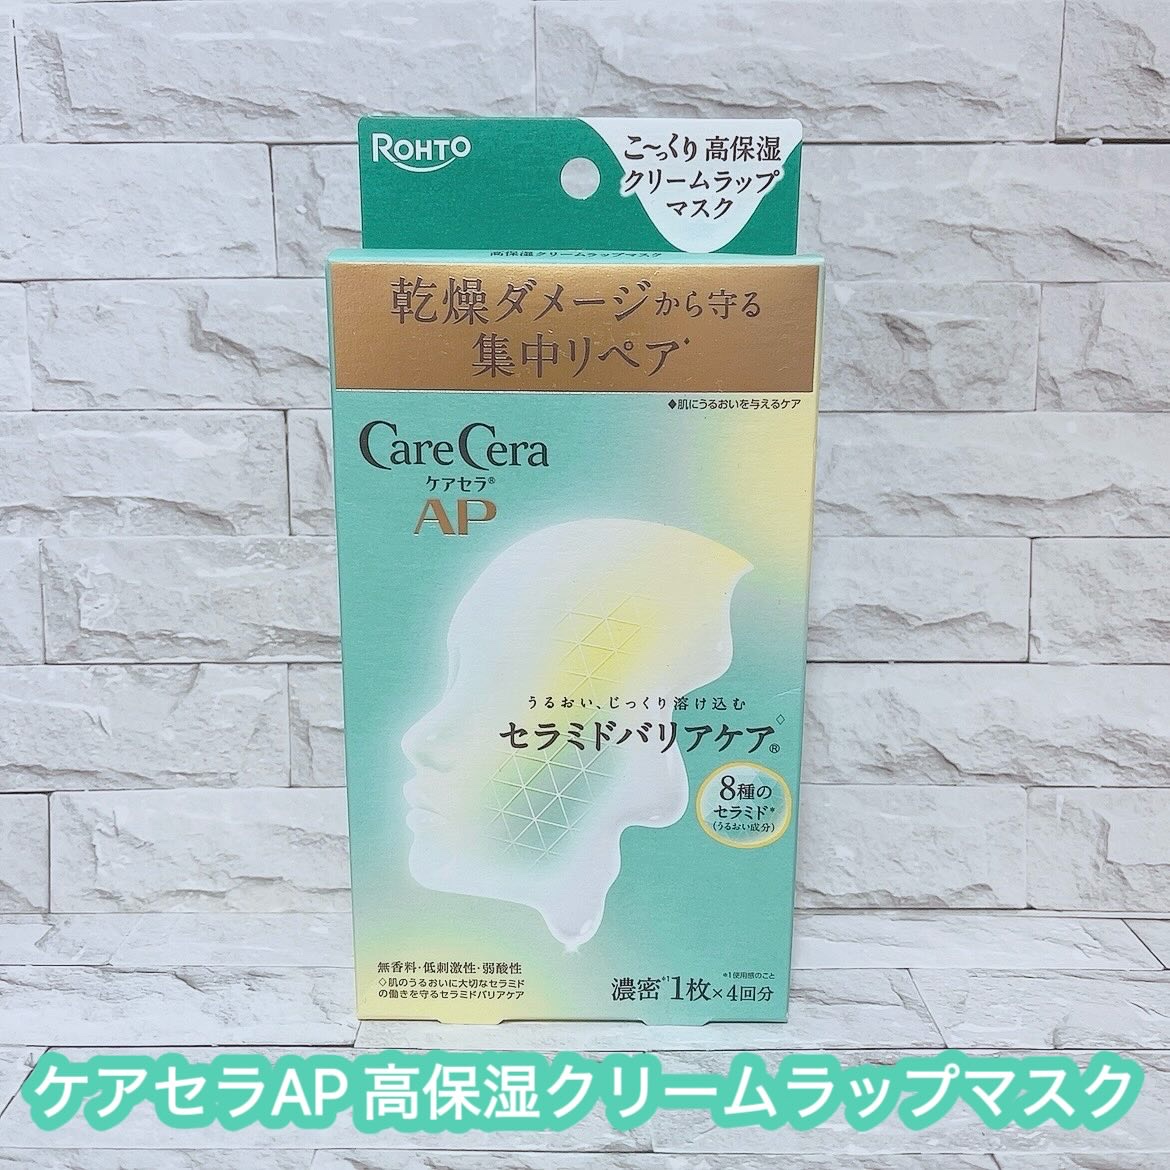 ROHTO
こ〜っくり高保湿
クリームラップ
マスク
高保湿クリームラップマスク
乾燥ダメージから守る
集中リペア◆
◆肌にうるおいを与えるケア
CareCera
ケアセラ®
AP
うるおい、じっくり溶け込む
セラミドバリアケア®◇
8種の
セラミド*
(うるおい成分)
無香料・低刺激性・弱酸性
◇肌のうるおいに大切なセラミド
の働きを守るセラミドバリアケア
*1使用感のこと
濃密*1 1枚×4回分
ケアセラAP 高保湿クリームラップマスク